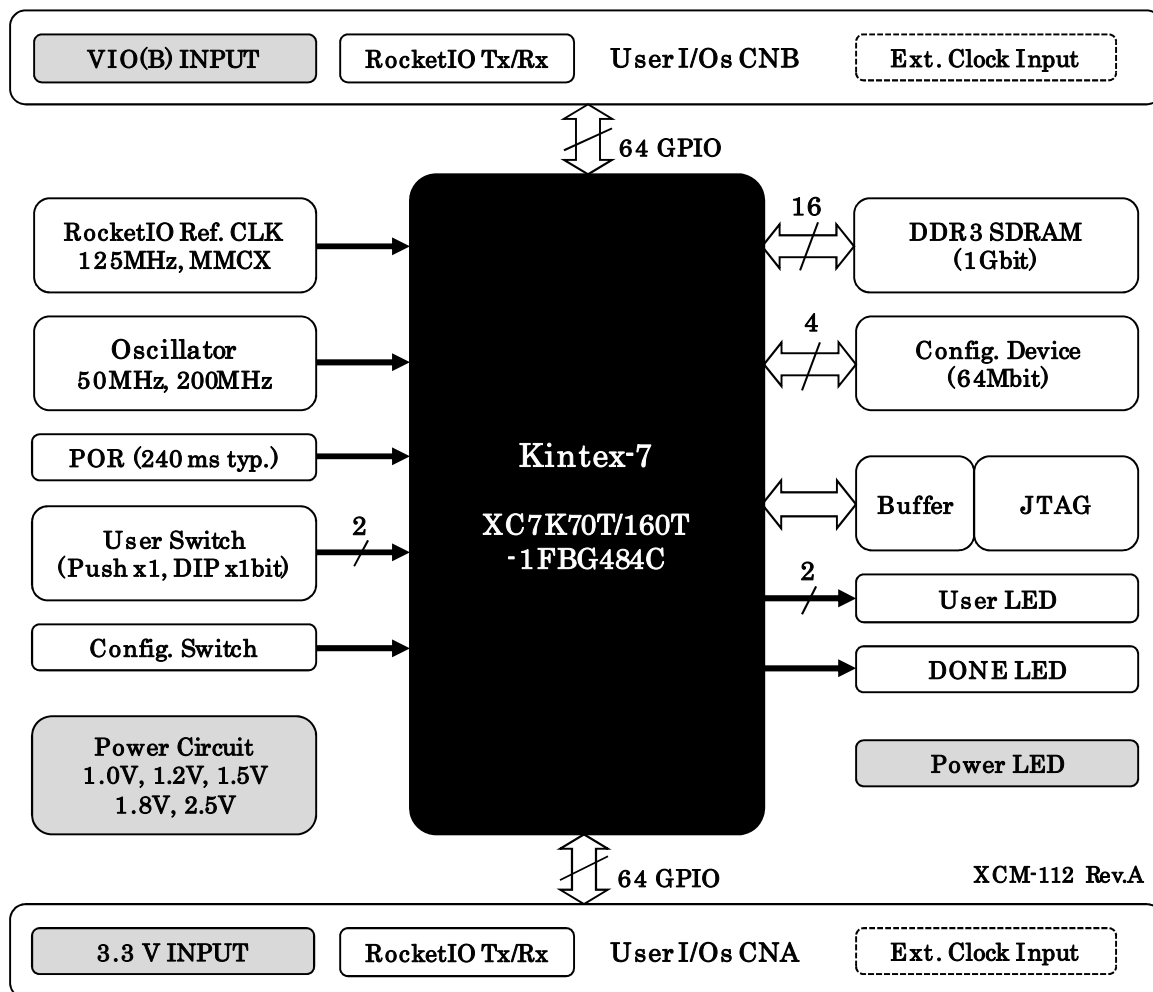 VIO(B) INPUT
RocketIO Tx/Rx
User I/Os CNB
Ext. Clock Input
64 GPIO
RocketIO Ref. CLK
125MHz, MMCX
16
DDR3 SDRAM
(1Gbit)
Oscillator
50MHz, 200MHz
4
Config. Device
(64Mbit)
POR (240 ms typ.)
Kintex-7
XC7K70T/160T
-1FBG484C
Buffer
JTAG
User Switch
(Push x1, DIP x1bit)
2
2
User LED
Config. Switch
DONE LED
Power Circuit
1.0V, 1.2V, 1.5V
1.8V, 2.5V
Power LED
64 GPIO
XCM-112 Rev.A
3.3 V INPUT
RocketIO Tx/Rx
User I/Os CNA
Ext. Clock Input